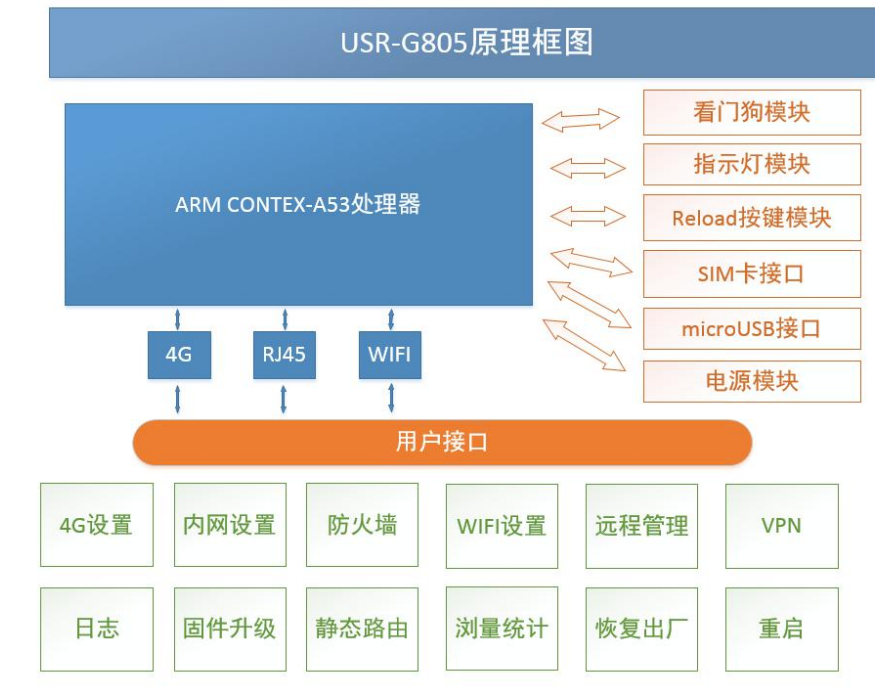 USR-G805原理框图
ARM CONTEX-A53处理器
看门狗模块
指示灯模块
Reload按键模块
SIM卡接口
microUSB接口
电源模块
4G
RJ45
WIFI
用户接口
4G设置
内网设置
防火墙
WIFI设置
远程管理
VPN
日志
固件升级
静态路由
浏量统计
恢复出厂
重启